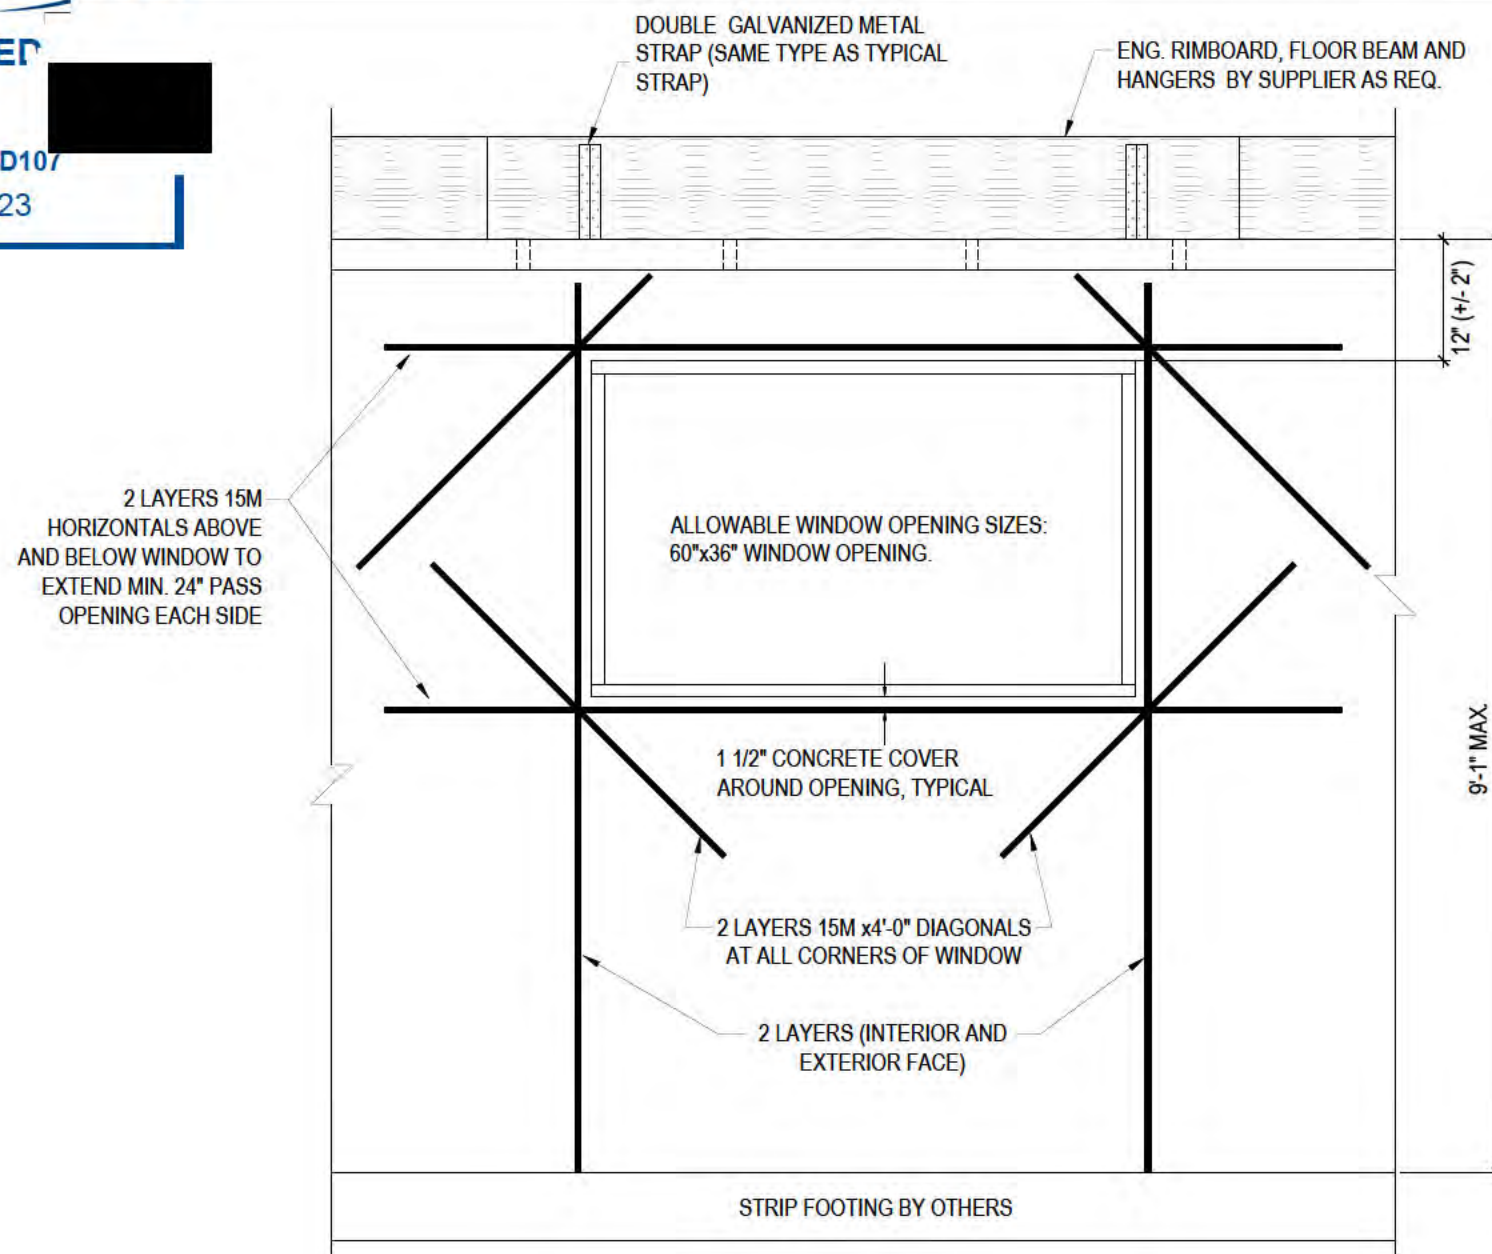 ED
D107
23
DOUBLE GALVANIZED METAL
STRAP (SAME TYPE AS TYPICAL
STRAP)
ENG. RIMBOARD, FLOOR BEAM AND
HANGERS BY SUPPLIER AS REQ.
12" (+/- 2")
2 LAYERS 15M
HORIZONTALS ABOVE
AND BELOW WINDOW TO
EXTEND MIN. 24" PASS
OPENING EACH SIDE
ALLOWABLE WINDOW OPENING SIZES:
60"x36" WINDOW OPENING.
9'-1" MAX.
1 1/2" CONCRETE COVER
AROUND OPENING, TYPICAL
2 LAYERS 15M x4'-0" DIAGONALS
AT ALL CORNERS OF WINDOW
2 LAYERS (INTERIOR AND
EXTERIOR FACE)
STRIP FOOTING BY OTHERS